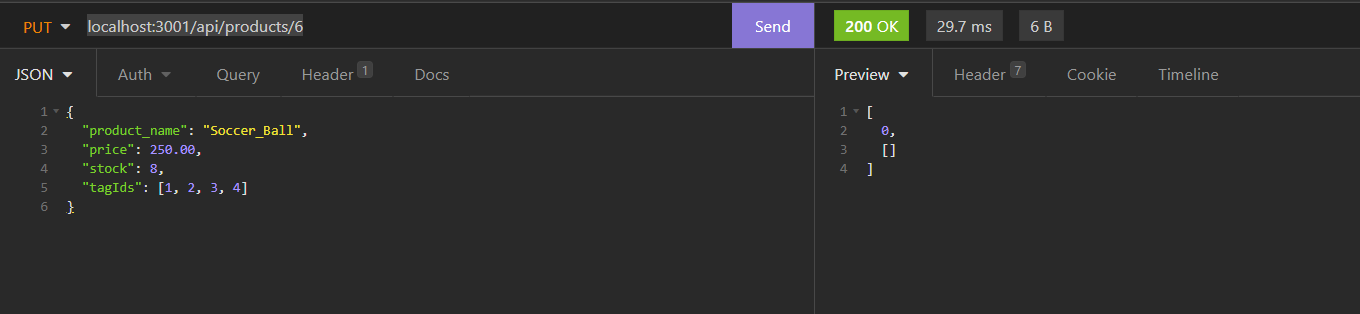 PUT localhost:3001/api/products/6 Send 200 OK 29.7 ms 6 B
JSON Auth Query Header 1 Docs Preview Header 7 Cookie Timeline
1 {
2 "product_name": "Soccer_Ball",
3 "price": 250.00,
4 "stock": 8,
5 "tagIds": [1, 2, 3, 4]
6 }
1 [
2 0,
3 []
4 ]